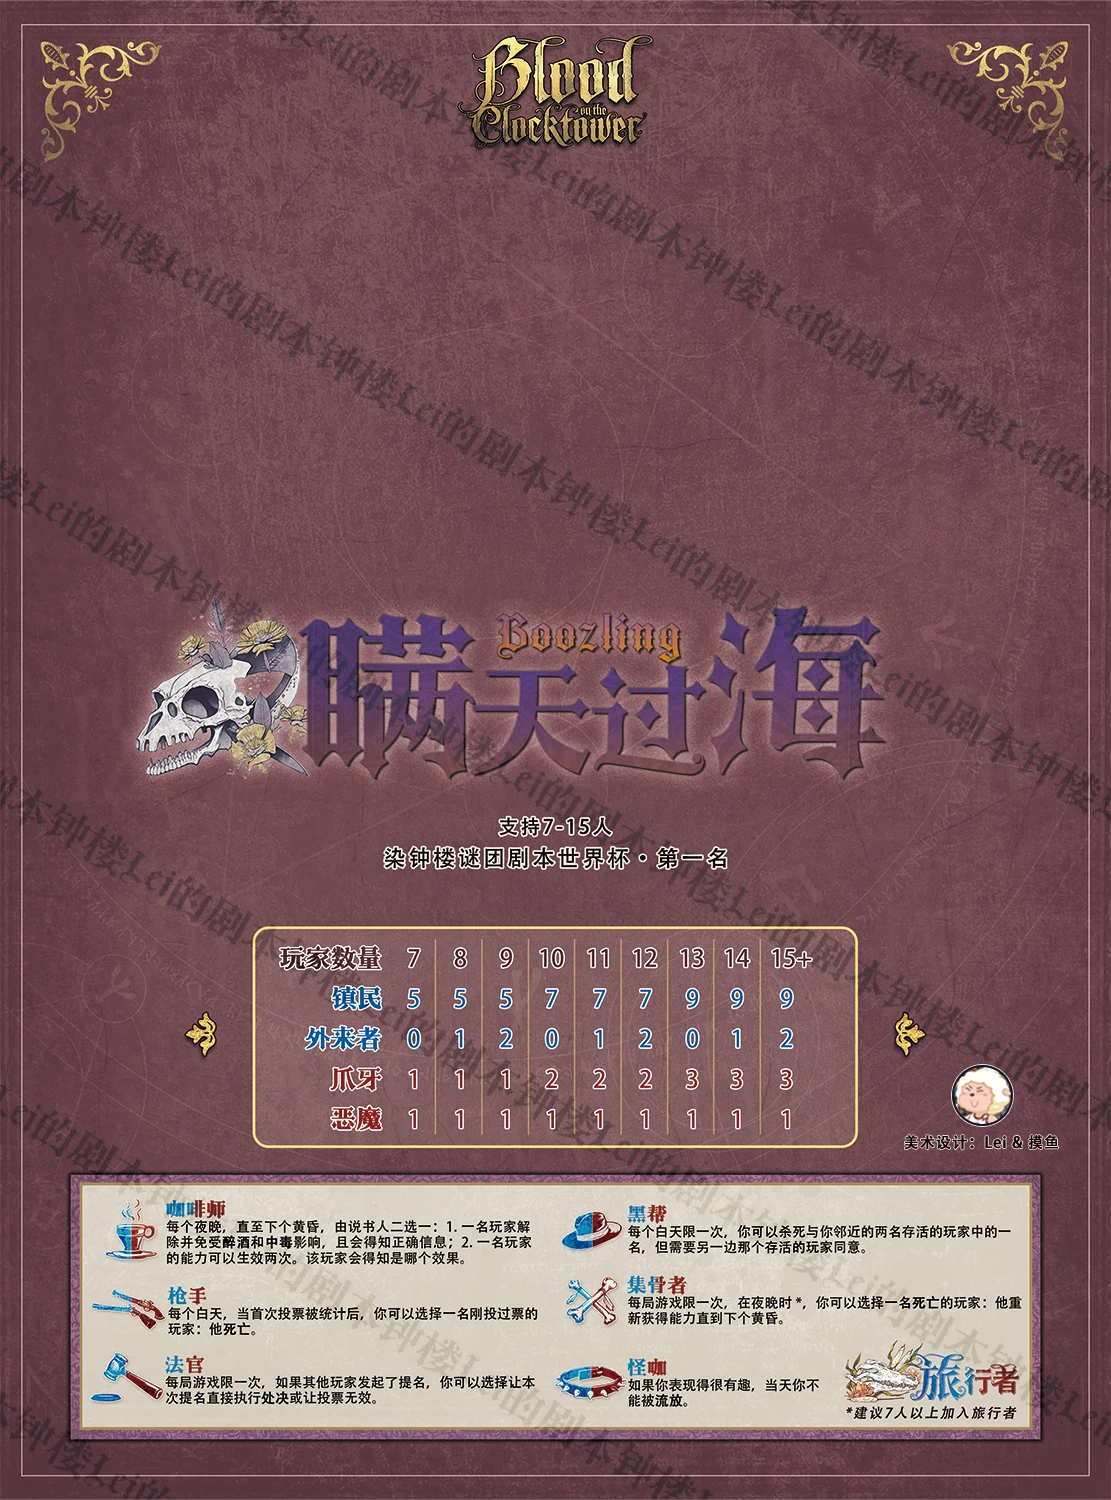 Blood
on the
Clocktower
Boozling
瞒天过海
支持7-15人
染钟楼谜团剧本世界杯·第一名
玩家数量 7 8 9 10 11 12 13 14 15+
镇民 5 5 5 7 7 7 9 9 9
外来者 0 1 2 0 1 2 0 1 2
爪牙 1 1 1 2 2 2 3 3 3
恶魔 1 1 1 1 1 1 1 1 1
美术设计：Lei & 摸鱼
咖啡师
每个夜晚，直至下个黄昏，由说书人二选一：1. 一名玩家解
除并免受醉酒和中毒影响，且会得知正确信息；2. 一名玩家
的能力可以生效两次。该玩家会得知是哪个效果。
枪手
每个白天，当首次投票被统计后，你可以选择一名刚投过票的
玩家：他死亡。
法官
每局游戏限一次，如果其他玩家发起了提名，你可以选择让本
次提名直接执行处决或让投票无效。
黑帮
每个白天限一次，你可以杀死与你邻近的两名存活的玩家中的一
名，但需要另一边那个存活的玩家同意。
集骨者
每局游戏限一次，在夜晚时*，你可以选择一名死亡的玩家：他重
新获得能力直到下个黄昏。
怪咖
如果你表现得很有趣，当天你不
能被流放。
旅行者
*建议7人以上加入旅行者
钟楼Lei的剧本